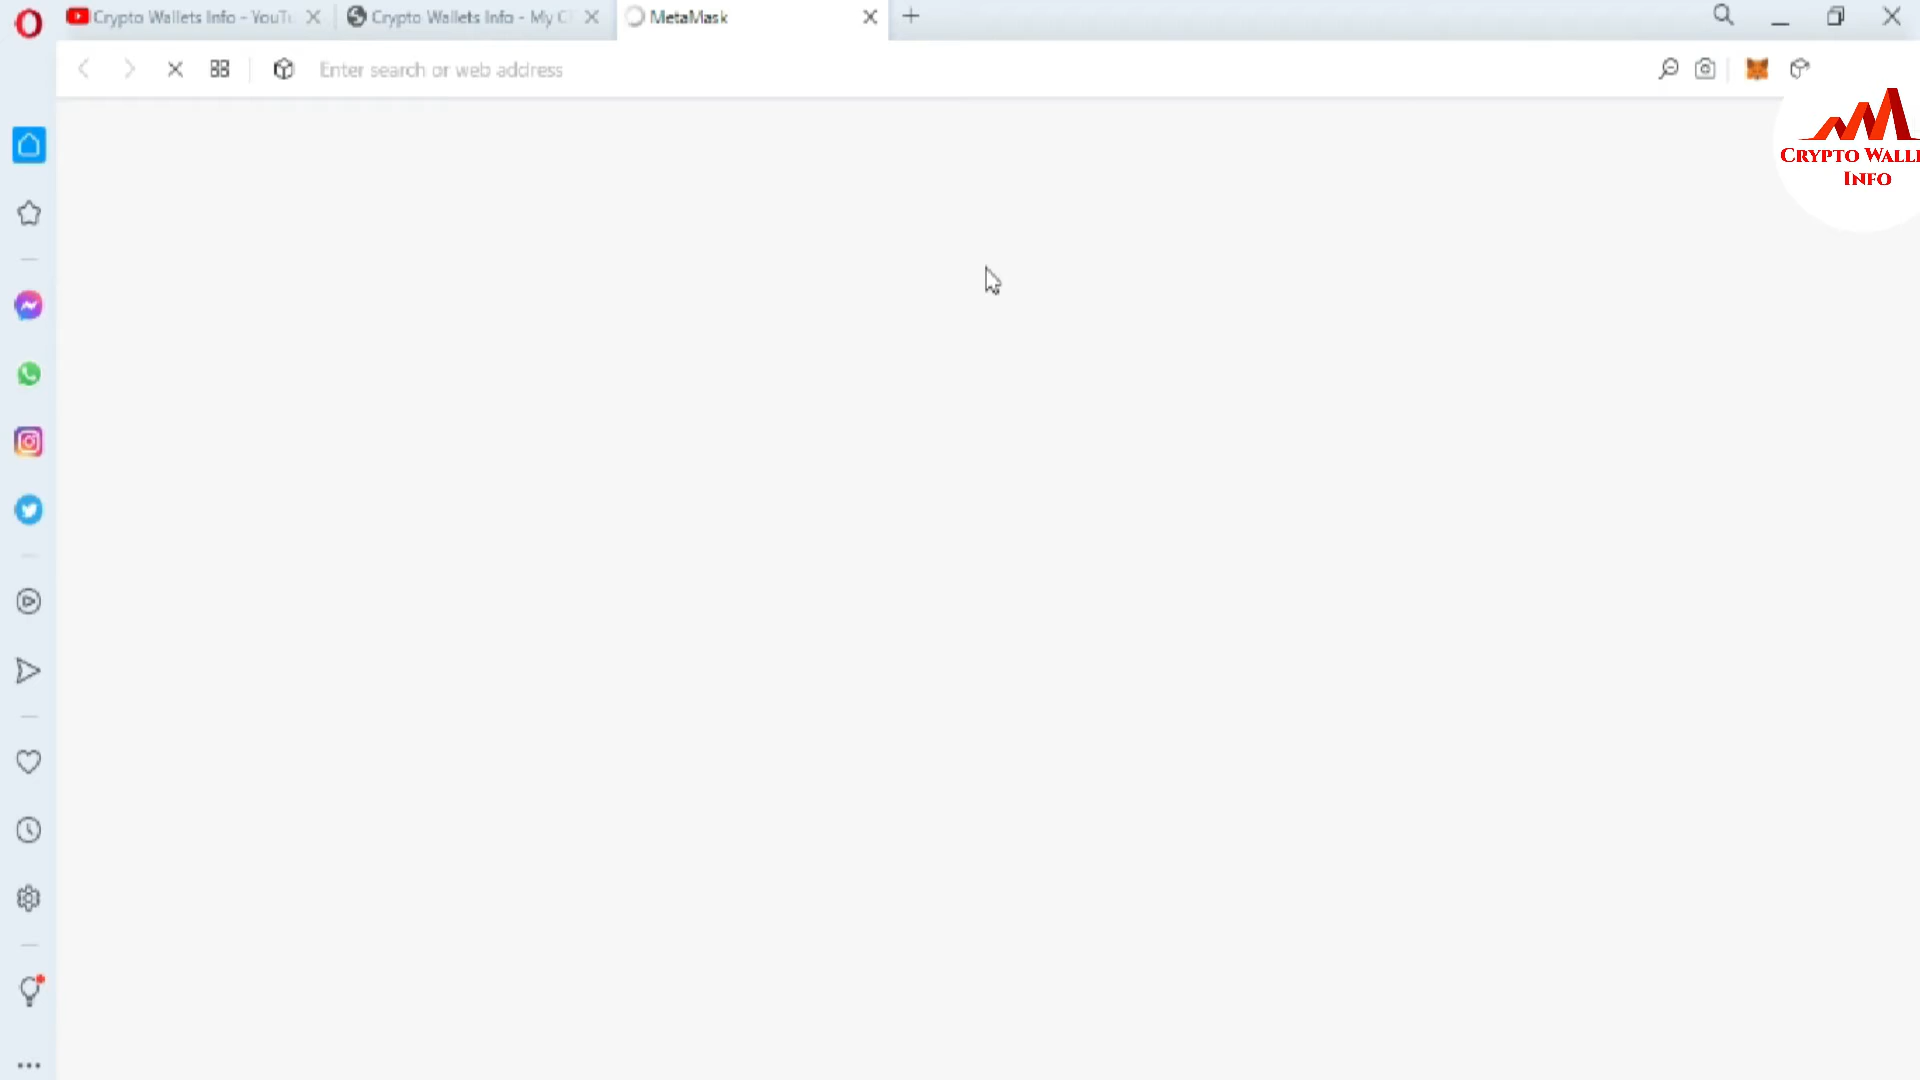 Crypto Wallets Info - YouTu
Crypto Wallets Info - My C
MetaMask
Enter search or web address
CRYPTO WALLE
INFO